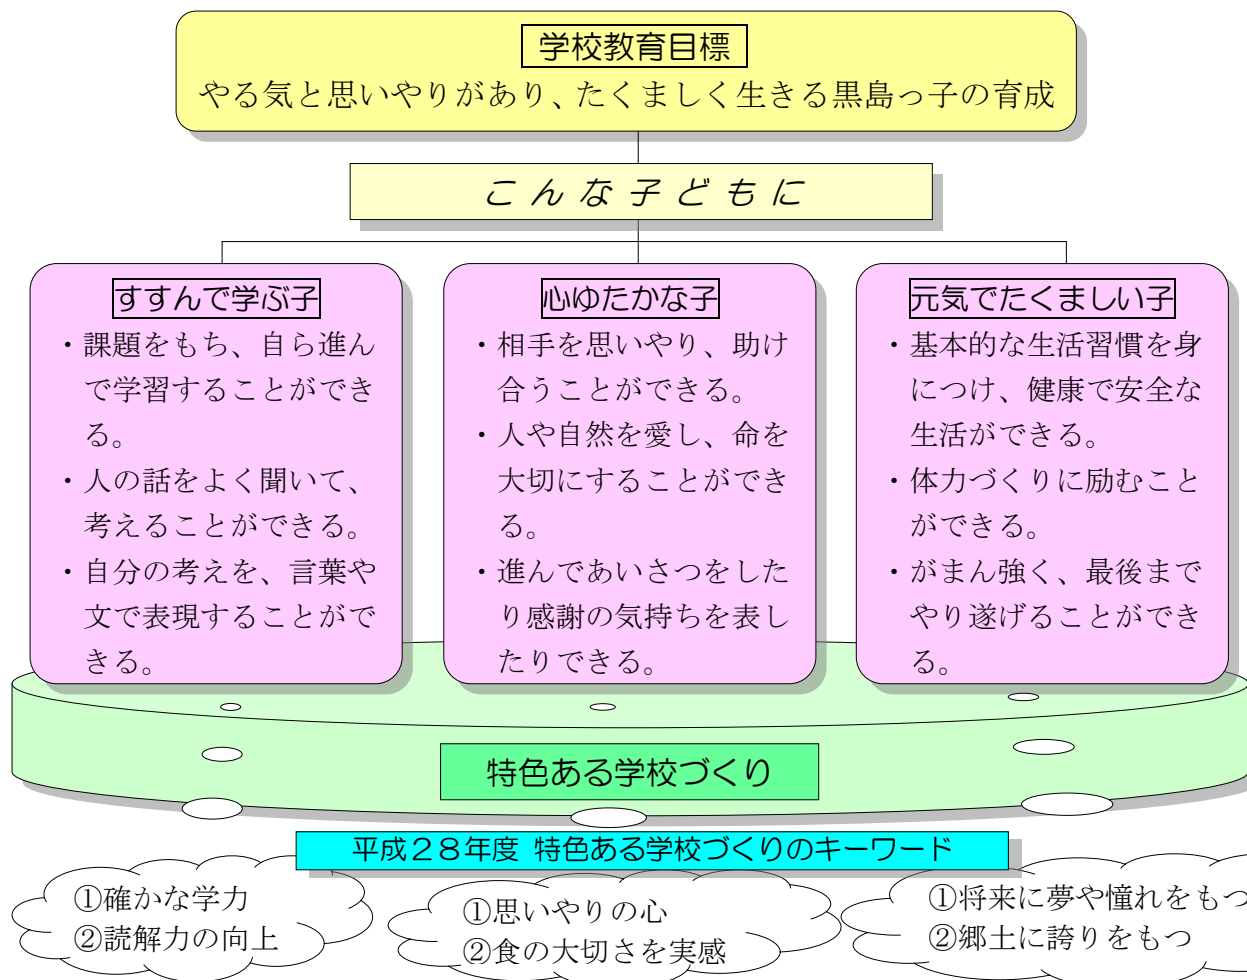 学校教育目標
やる気と思いやりがあり、たくましく生きる黒島っ子の育成
こんな子どもに
すすんで学ぶ子
・課題をもち、自ら進ん
で学習することができ
る。
・人の話をよく聞いて、
考えることができる。
・自分の考えを、言葉や
文で表現することがで
きる。
心ゆたかな子
・相手を思いやり、助け
合うことができる。
・人や自然を愛し、命を
大切にすることができ
る。
・進んであいさつをした
り感謝の気持ちを表し
たりできる。
元気でたくましい子
・基本的な生活習慣を身
につけ、健康で安全な
生活ができる。
・体力づくりに励むこと
ができる。
・がまん強く、最後まで
やり遂げることができ
る。
特色ある学校づくり
平成２８年度 特色ある学校づくりのキーワード
①確かな学力
②読解力の向上
①思いやりの心
②食の大切さを実感
①将来に夢や憧れをもつ
②郷土に誇りをもつ